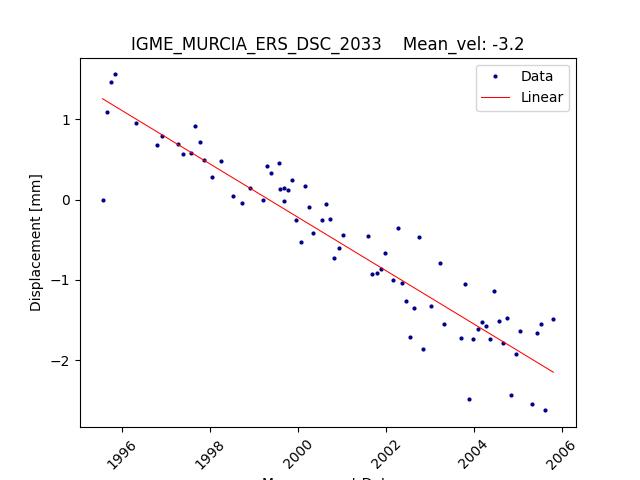 IGME_MURCIA_ERS_DSC_2033 Mean_vel: -3.2
Data
Linear
Displacement [mm]
1
0
−1
−2
1996
1998
2000
2002
2004
2006